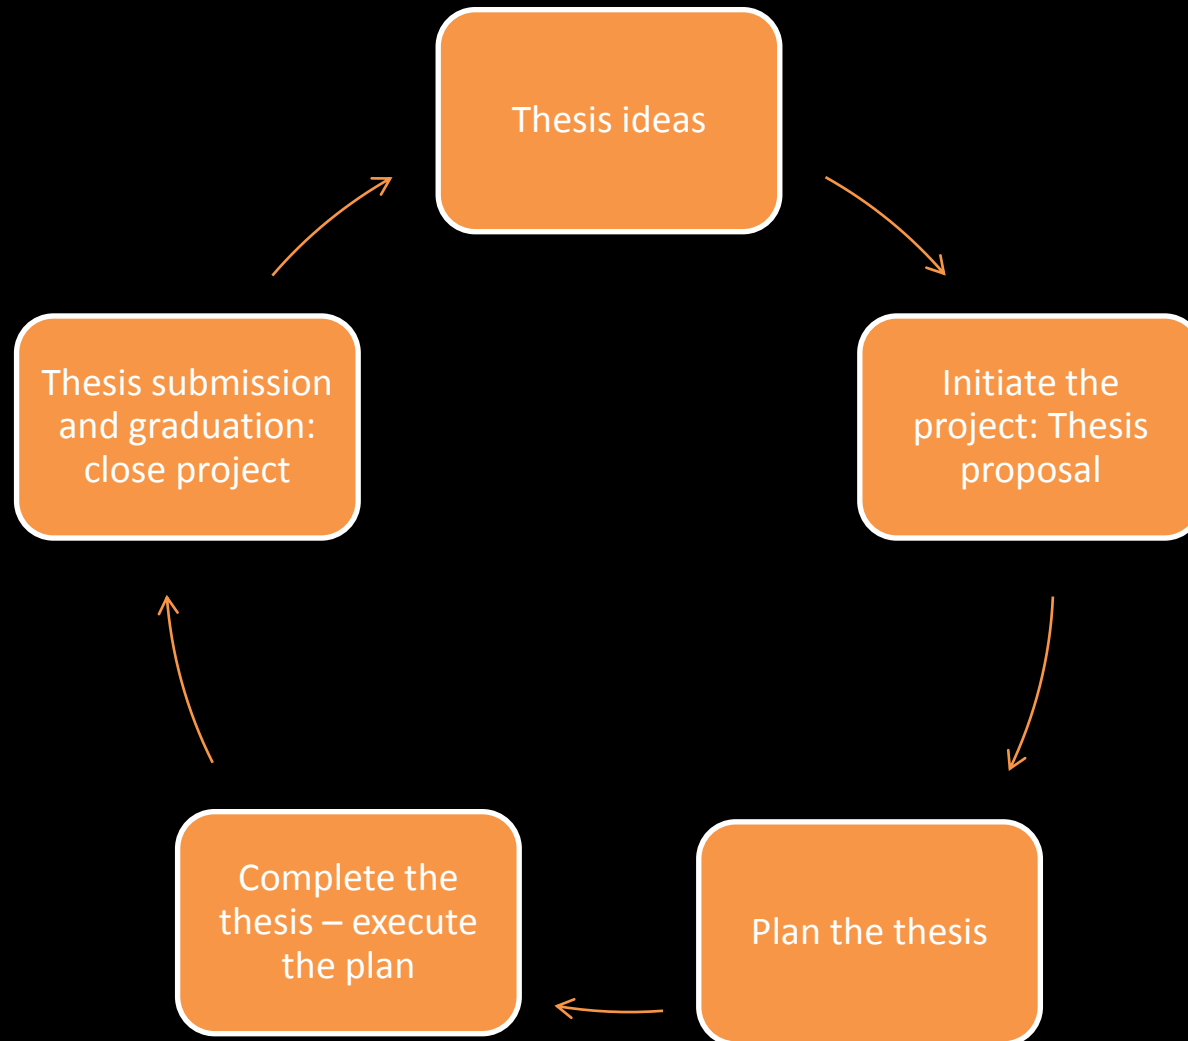 Thesis ideas
Initiate the
project: Thesis
proposal
Plan the thesis
Complete the
thesis – execute
the plan
Thesis submission
and graduation:
close project